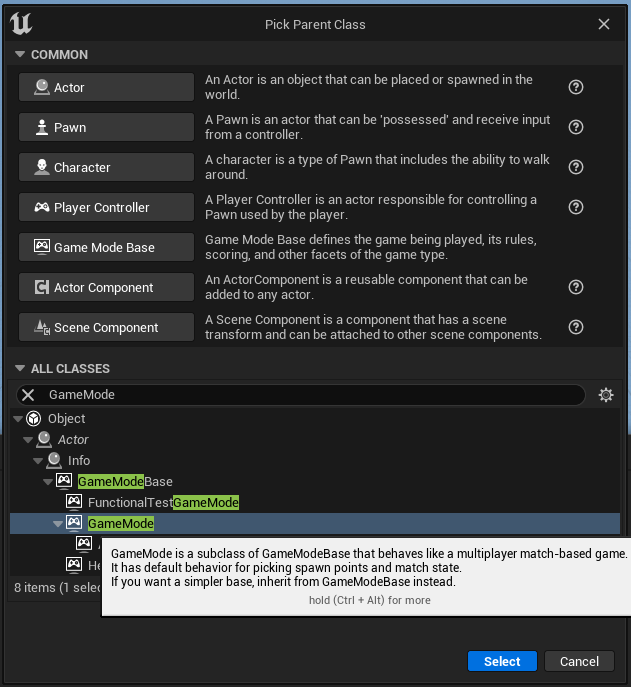 Pick Parent Class
COMMON
Actor
An Actor is an object that can be placed or spawned in the
world.
Pawn
A Pawn is an actor that can be 'possessed' and receive input
from a controller.
Character
A character is a type of Pawn that includes the ability to walk
around.
Player Controller
A Player Controller is an actor responsible for controlling a
Pawn used by the player.
Game Mode Base
Game Mode Base defines the game being played, its rules,
scoring, and other facets of the game type.
Actor Component
An ActorComponent is a reusable component that can be
added to any actor.
Scene Component
A Scene Component is a component that has a scene
transform and can be attached to other scene components.
ALL CLASSES
GameMode
Object
Actor
Info
GameModeBase
FunctionalTestGameMode
GameMode
GameMode is a subclass of GameModeBase that behaves like a multiplayer match-based game.
It has default behavior for picking spawn points and match state.
If you want a simpler base, inherit from GameModeBase instead.
hold (Ctrl + Alt) for more
8 items (1
Select
Cancel